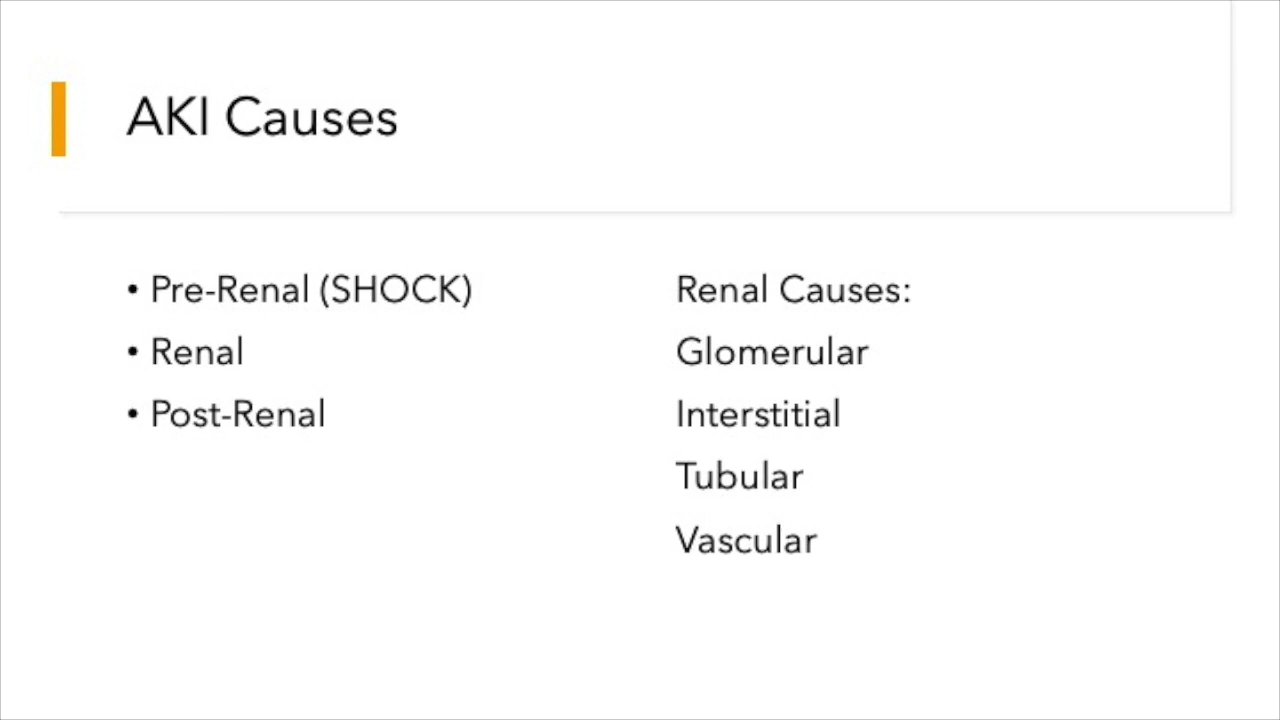 AKI Causes
• Pre-Renal (SHOCK)
• Renal
• Post-Renal
Renal Causes:
Glomerular
Interstitial
Tubular
Vascular